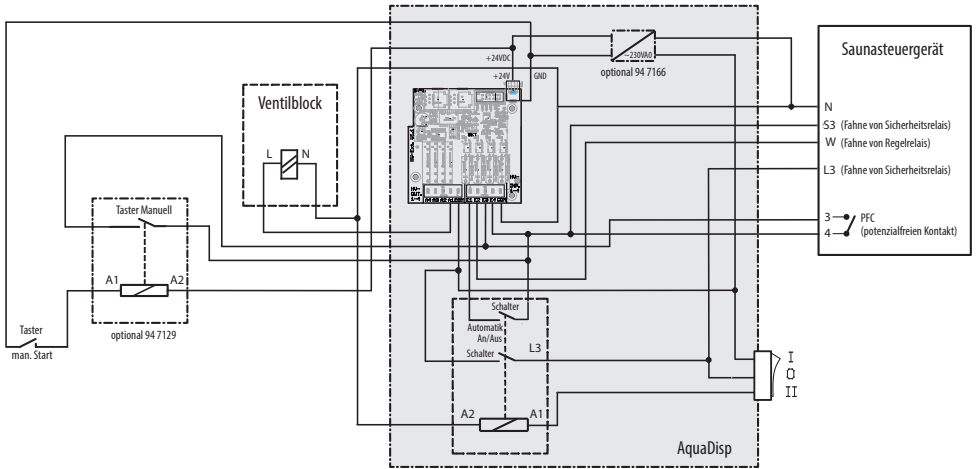 +24VDC
+24V
GND
~230VAC
optional 94 7166
Saunasteuergerät
N
S3 (Fahne von Sicherheitsrelais)
W (Fahne von Regelrelais)
L3 (Fahne von Sicherheitsrelais)
3
4
PFC
(potenzialfreien Kontakt)
Ventilblock
L
N
Taster Manuell
A1
A2
optional 94 7129
Taster
man. Start
Schalter
Automatik
An/Aus
Schalter
L3
A2
A1
I
O
II
AquaDisp